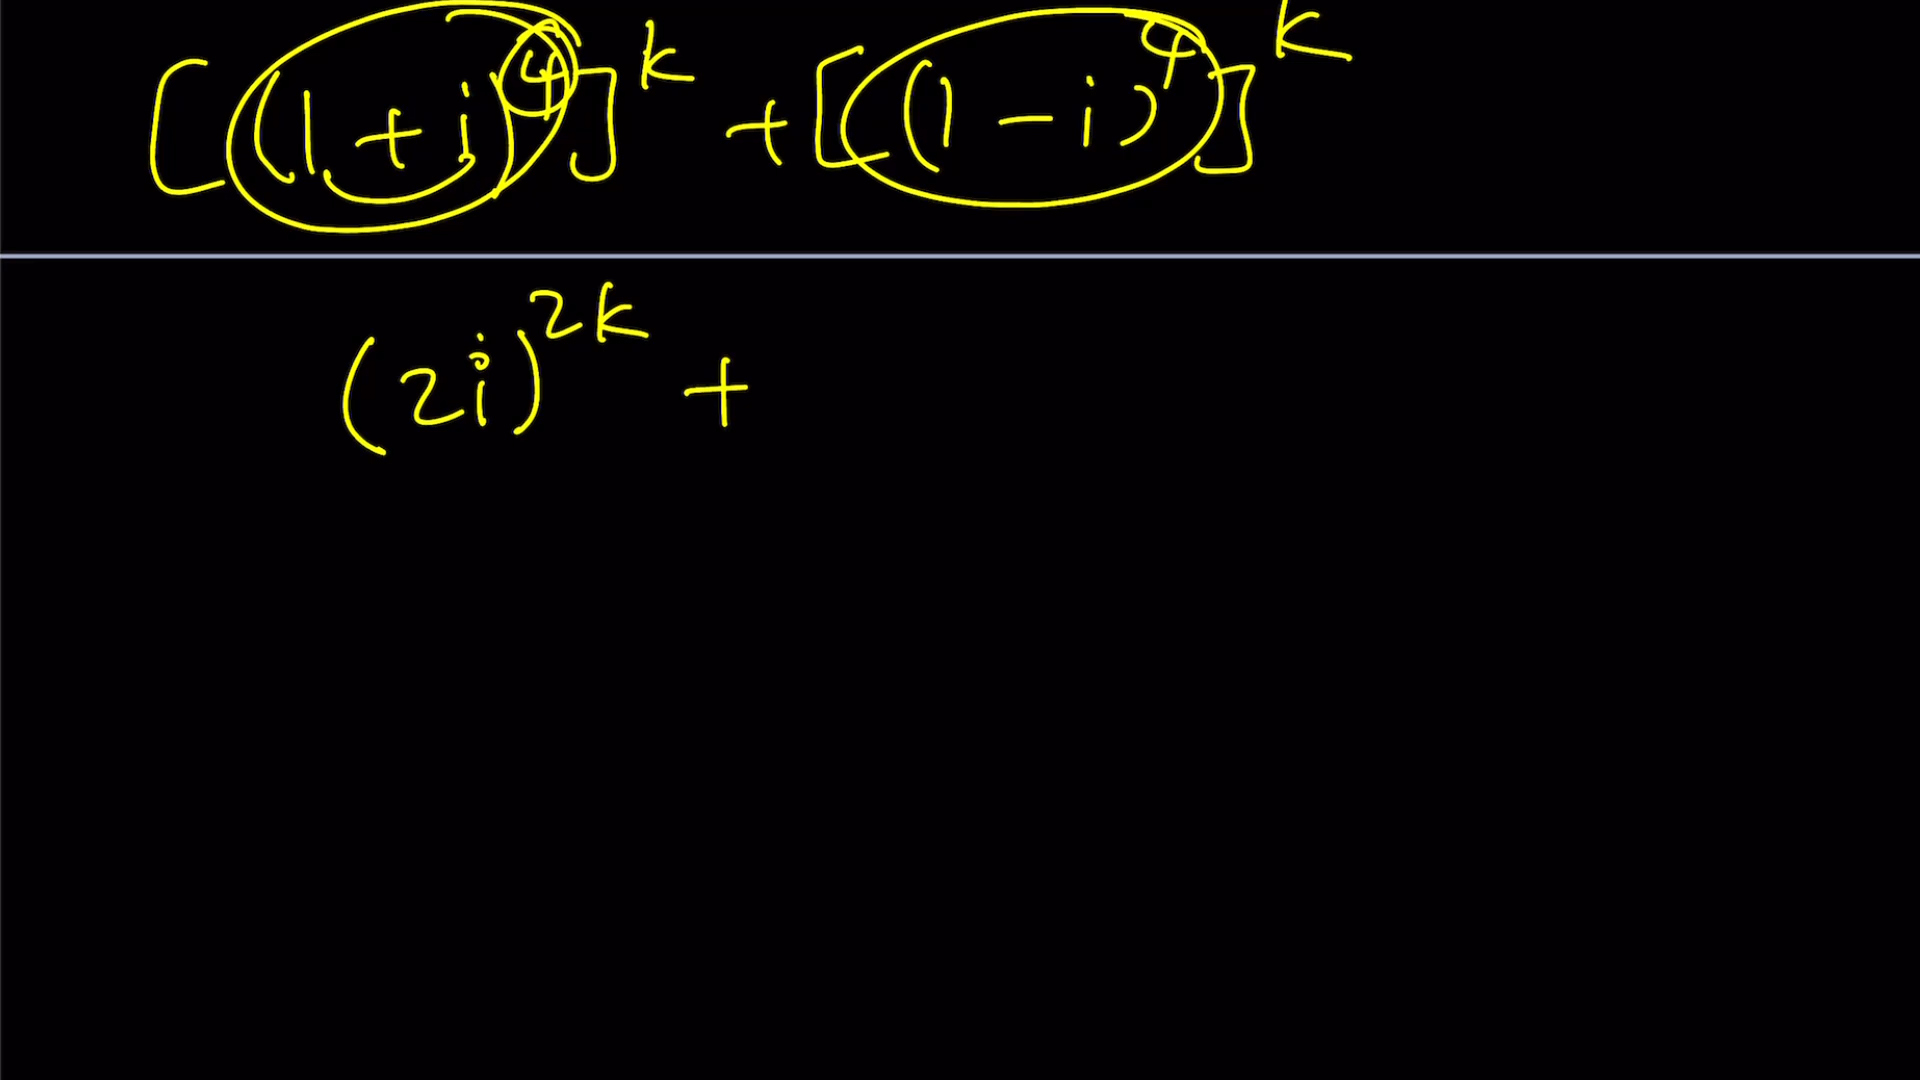 [(1 + i)^4]^k + [(1 - i)^4]^k
(2i)^2k +